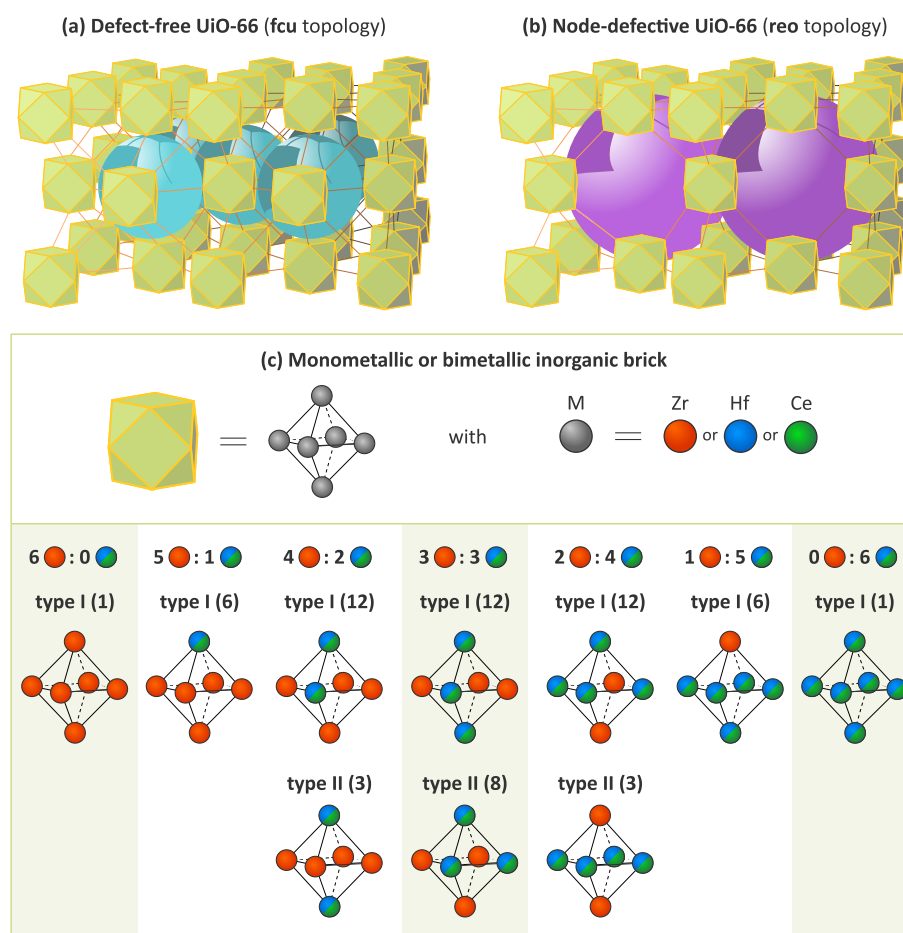 (a) Defect-free UiO-66 (fcu topology)
(b) Node-defective UiO-66 (reo topology)
(c) Monometallic or bimetallic inorganic brick
M Zr Hf Ce
= with = or or
6 : 0 5 : 1 4 : 2 3 : 3 2 : 4 1 : 5 0 : 6
type I (1) type I (6) type I (12) type I (12) type I (12) type I (6) type I (1)
type II (3) type II (8) type II (3)